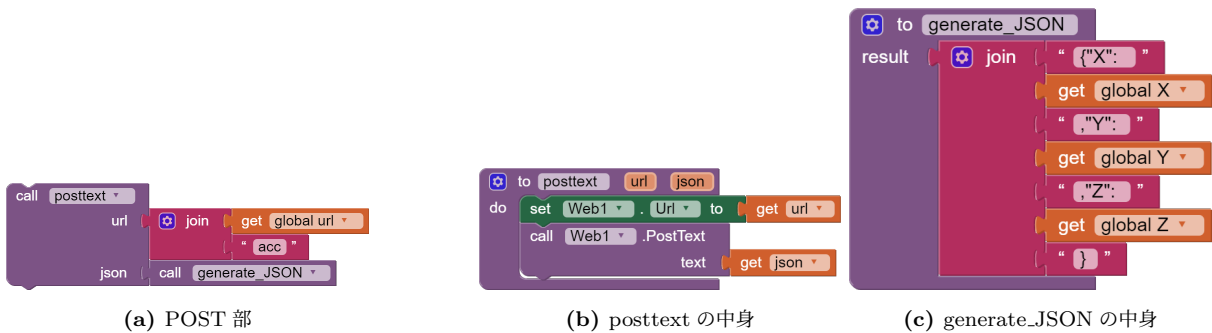 call posttext
url join get global url
“ acc ”
json call generate_JSON
(a) POST 部
to posttext url json
do set Web1 . Url to get url
call Web1 .PostText
text get json
(b) posttext の中身
to generate_JSON
result join “ {"X": ”
get global X
“ ,"Y": ”
get global Y
“ ,"Z": ”
get global Z
“ } ”
(c) generate_JSON の中身